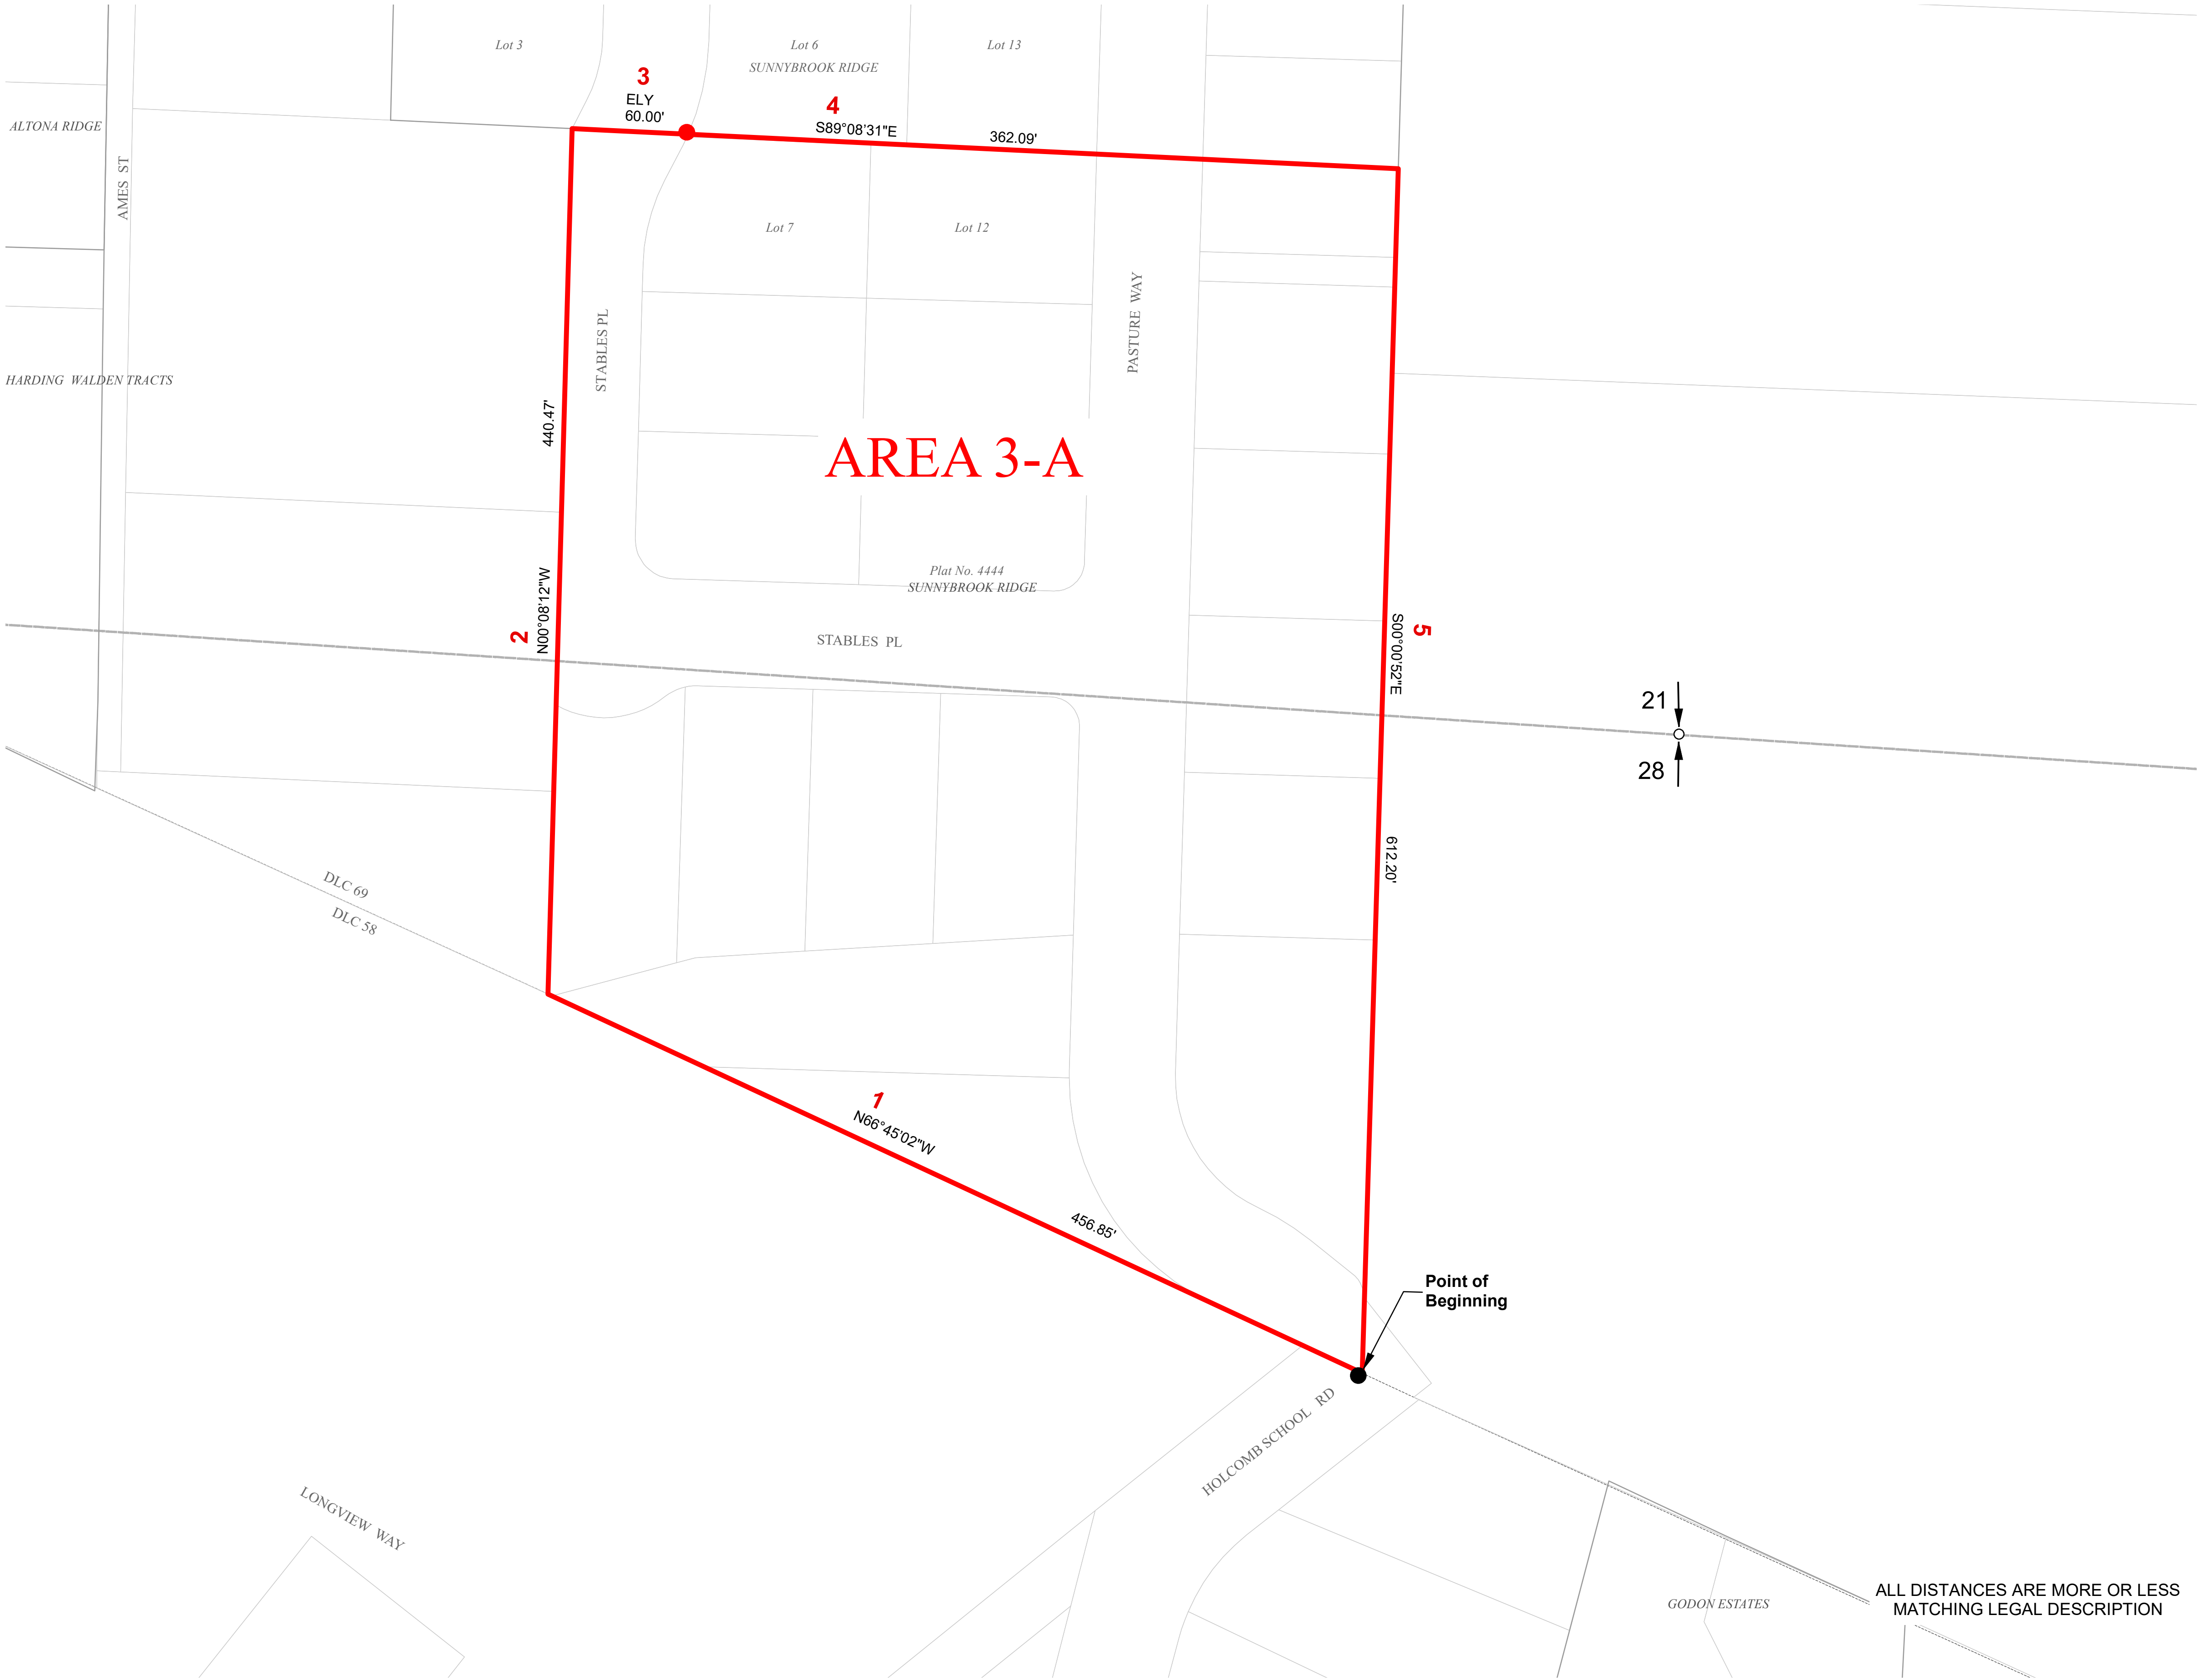 Lot 3
Lot 6
Lot 13
SUNNYBROOK RIDGE
3
ELY
60.00'
4
S89°08'31"E
362.09'
ALTONA RIDGE
AMES ST
Lot 7
Lot 12
STABLES PL
PASTURE WAY
HARDING WALDEN TRACTS
440.47'
AREA 3-A
Plat No. 4444
SUNNYBROOK RIDGE
2
N00°08'12"W
STABLES PL
S00°00'52"E
5
21
28
612.20'
DLC 69
DLC 58
1
N66°45'02"W
456.85'
Point of
Beginning
HOLCOMB SCHOOL RD
LONGVIEW WAY
GODON ESTATES
ALL DISTANCES ARE MORE OR LESS
MATCHING LEGAL DESCRIPTION